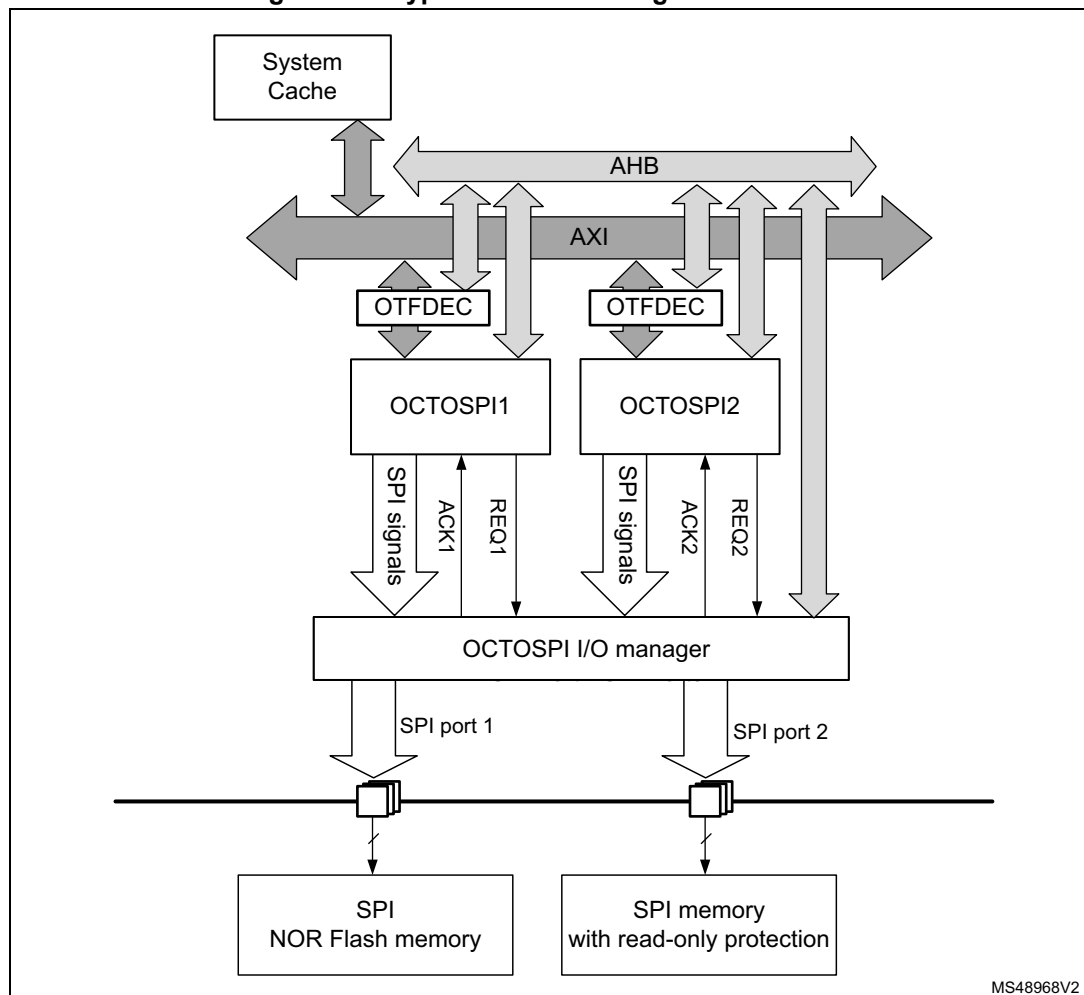 System
Cache
AHB
AXI
OTFDEC
OTFDEC
OCTOSPI1
OCTOSPI2
SPI signals
ACK1
REQ1
SPI signals
ACK2
REQ2
OCTOSPI I/O manager
SPI port 1
SPI port 2
SPI
NOR Flash memory
SPI memory
with read-only protection
MS48968V2